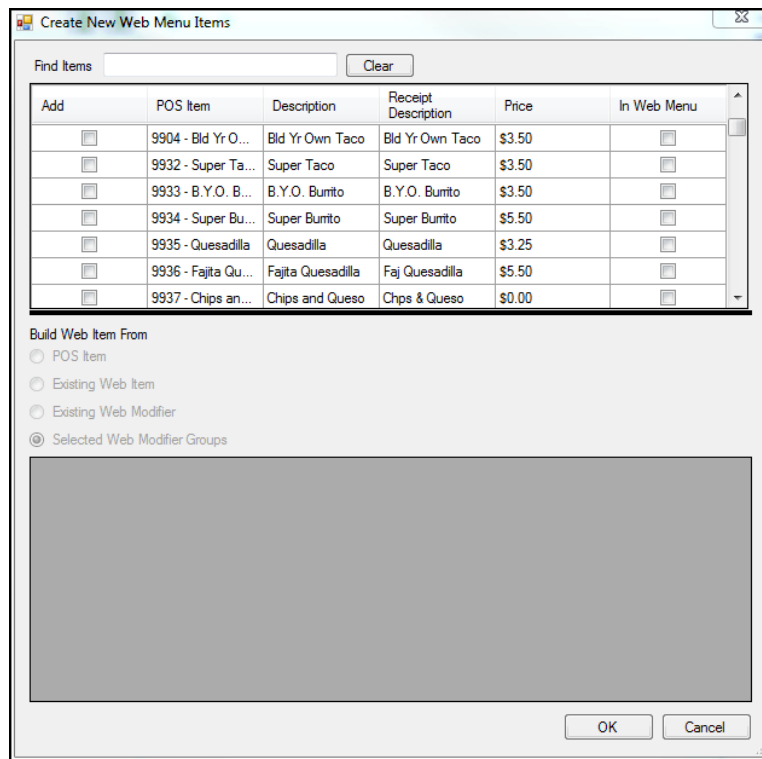 Create New Web Menu Items
Find Items Clear
Add POS Item Description Receipt Description Price In Web Menu
9904 - Bld Yr O... Bld Yr Own Taco Bld Yr Own Taco $3.50
9932 - Super Ta... Super Taco Super Taco $3.50
9933 - B.Y.O. B... B.Y.O. Burrito B.Y.O. Burrito $3.50
9934 - Super Bu... Super Burrito Super Burrito $5.50
9935 - Quesadilla Quesadilla Quesadilla $3.25
9936 - Fajita Qu... Fajita Quesadilla Faj Quesadilla $5.50
9937 - Chips an... Chips and Queso Chps & Queso $0.00
Build Web Item From
POS Item
Existing Web Item
Existing Web Modifier
Selected Web Modifier Groups
OK Cancel